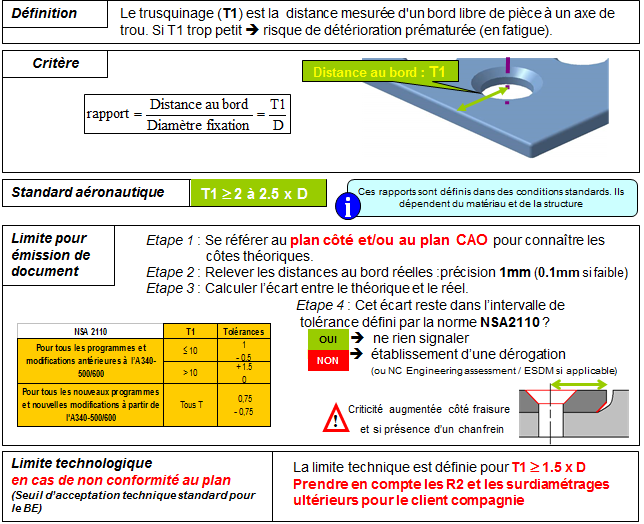 Définition
Le trusquinage (T1) est la distance mesurée d'un bord libre de pièce à un axe de
trou. Si T1 trop petit ➔ risque de détérioration prématurée (en fatigue).
Critère
Distance au bord : T1
rapport = Distance au bord / Diamètre fixation = T1 / D
Standard aéronautique
T1 ≥ 2 à 2.5 x D
i
Ces rapports sont définis dans des conditions standards. Ils
dépendent du matériau et de la structure
Limite pour
émission de
document
Etape 1 : Se référer au plan côté et/ou au plan CAO pour connaître les
côtes théoriques.
Etape 2 : Relever les distances au bord réelles :précision 1mm (0.1mm si faible)
Etape 3 : Calculer l'écart entre le théorique et le réel.
Etape 4 : Cet écart reste dans l'intervalle de
tolérance défini par la norme NSA2110 ?
OUI ➔ ne rien signaler
NON ➔ établissement d'une dérogation
(ou NC Engineering assessment / ESDM si applicable)
NSA 2110 T1 Tolérances
Pour tous les programmes et
modifications antérieures à l'A340-
500/600
≤ 10 1
- 0,5
> 10 +1.5
0
Pour tous les nouveaux programmes
et nouvelles modifications à partir de
l'A340-500/600
Tous T 0,75
- 0,75
Criticité augmentée côté fraisure
et si présence d'un chanfrein
Limite technologique
en cas de non conformité au plan
(Seuil d'acceptation technique standard pour
le BE)
La limite technique est définie pour T1 ≥ 1.5 x D
Prendre en compte les R2 et les surdiamétrages
ultérieurs pour le client compagnie